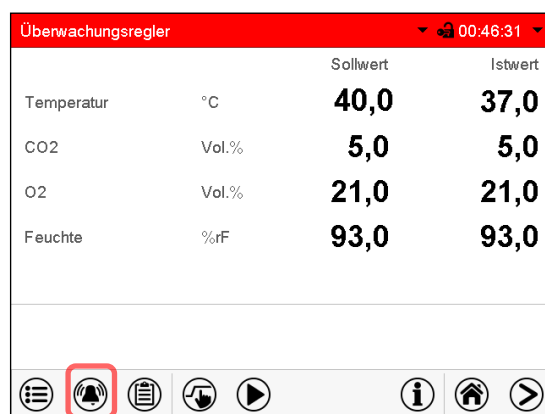 Überwachungsregler 00:46:31
Sollwert Istwert
Temperatur °C 40,0 37,0
CO2 Vol.% 5,0 5,0
O2 Vol.% 21,0 21,0
Feuchte %rF 93,0 93,0